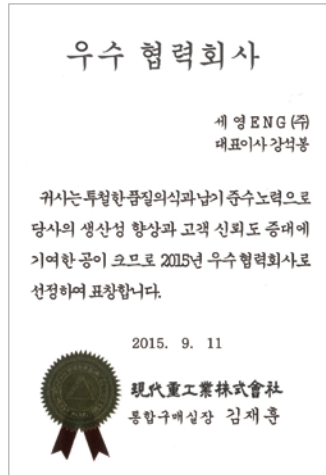 우수 협력회사
세영ENG (주)
대표이사 강석봉
귀사는 투철한 품질의식과 납기 준수 노력으로
당사의 생산성 향상과 고객 신뢰도 증대에
기여한 공이 크므로 2015년 우수 협력회사로
선정하여 표창합니다.
2015. 9. 11
現代重工業株式會社
통합구매실장 김재훈